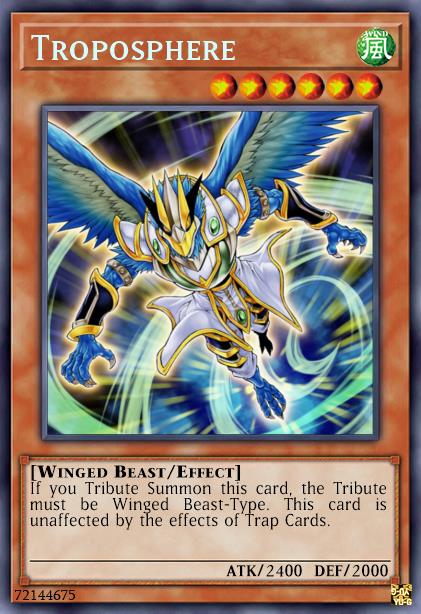 TROPOSPHERE
WIND
風
[WINGED BEAST/EFFECT]
If you Tribute Summon this card, the Tribute
must be Winged Beast-Type. This card is
unaffected by the effects of Trap Cards.
ATK/2400 DEF/2000
72144675